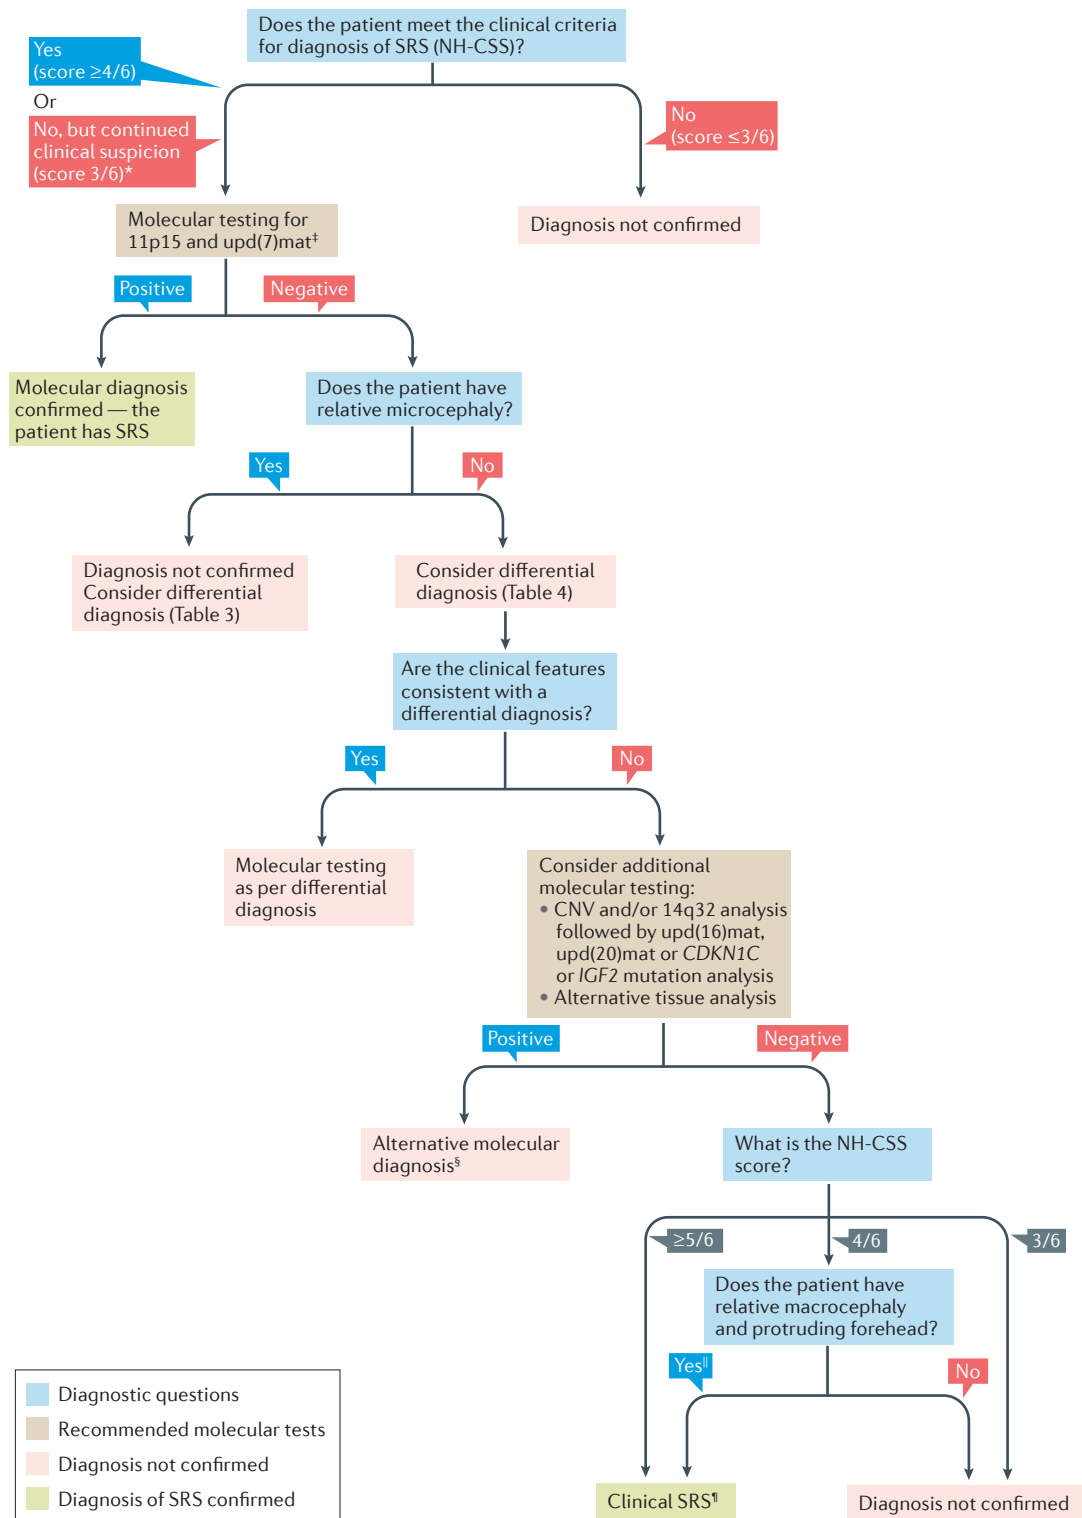 Does the patient meet the clinical criteria
for diagnosis of SRS (NH-CSS)?
Yes
(score ≥4/6)
Or
No, but continued
clinical suspicion
(score 3/6)*
No
(score ≤3/6)
Molecular testing for
11p15 and upd(7)mat‡
Diagnosis not confirmed
Positive
Negative
Molecular diagnosis
confirmed — the
patient has SRS
Does the patient have
relative microcephaly?
Yes
No
Diagnosis not confirmed
Consider differential
diagnosis (Table 3)
Consider differential
diagnosis (Table 4)
Are the clinical features
consistent with a
differential diagnosis?
Yes
No
Molecular testing
as per differential
diagnosis
Consider additional
molecular testing:
• CNV and/or 14q32 analysis
followed by upd(16)mat,
upd(20)mat or CDKN1C
or IGF2 mutation analysis
• Alternative tissue analysis
Positive
Negative
Alternative molecular
diagnosis§
What is the NH-CSS
score?
≥5/6
4/6
3/6
Does the patient have
relative macrocephaly
and protruding forehead?
Yes||
No
Clinical SRS¶
Diagnosis not confirmed
Diagnostic questions
Recommended molecular tests
Diagnosis not confirmed
Diagnosis of SRS confirmed